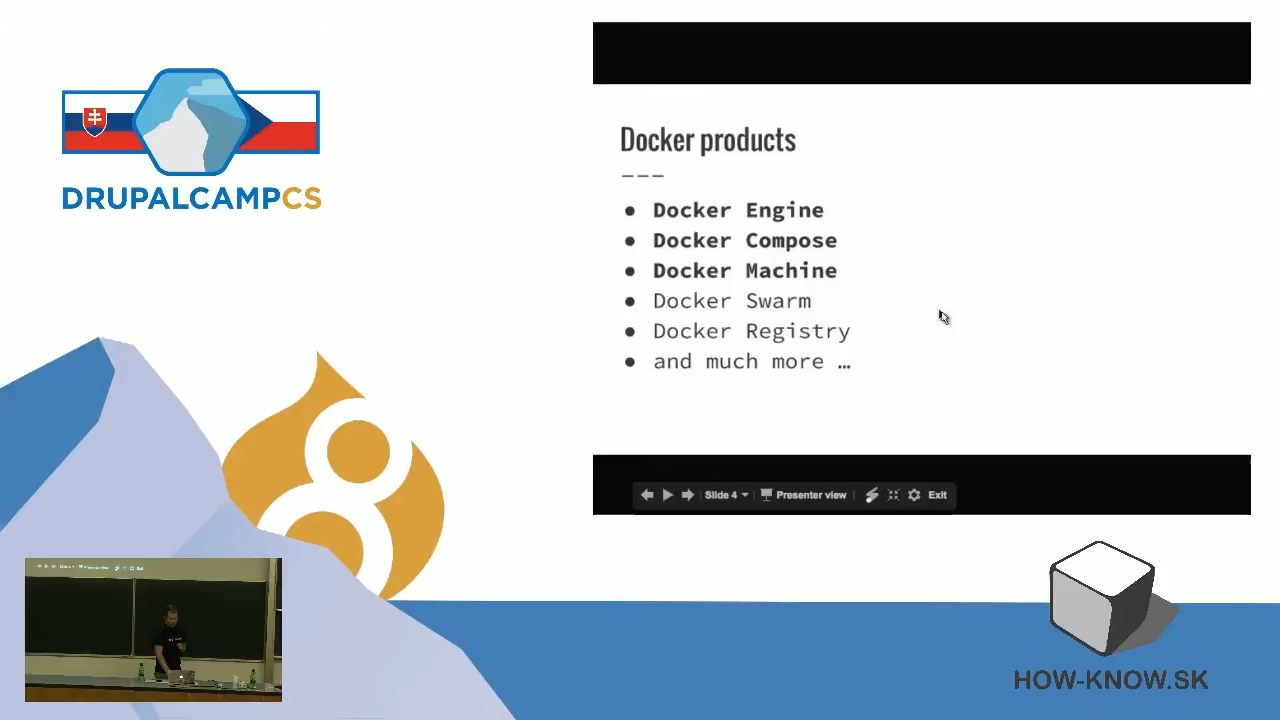 DRUPALCAMPCS
Docker products
---
● Docker Engine
● Docker Compose
● Docker Machine
● Docker Swarm
● Docker Registry
● and much more …
Slide 4
Presenter view
Exit
HOW-KNOW.SK